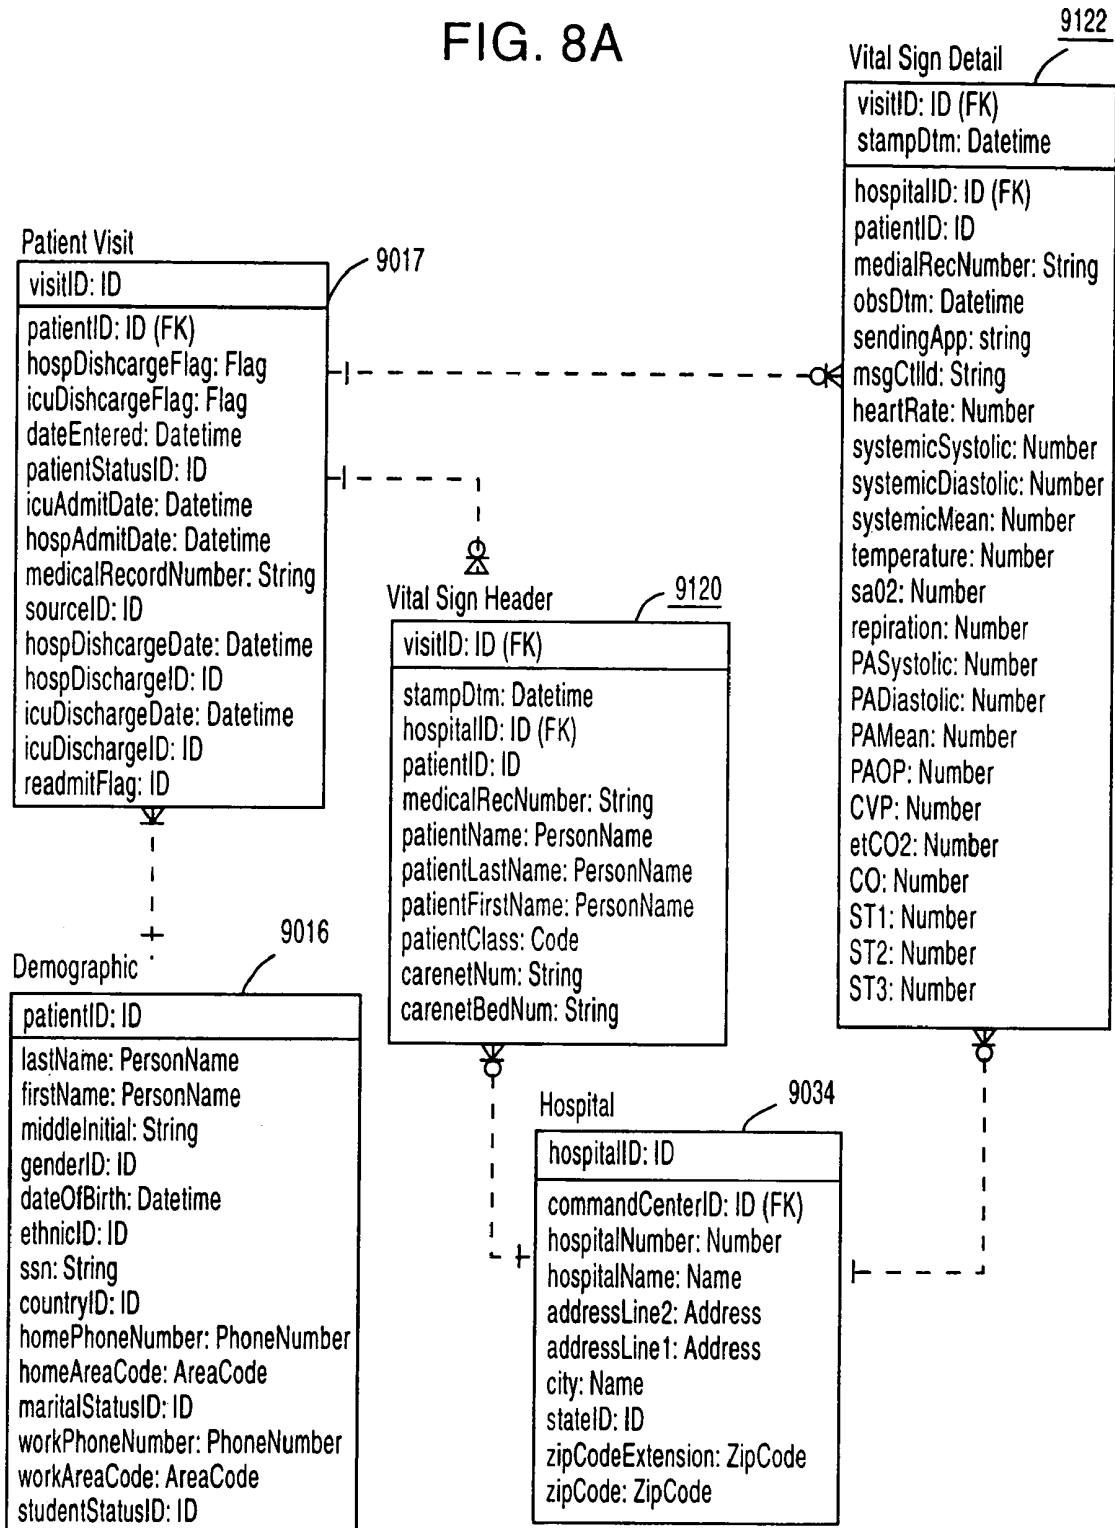 FIG. 8A
9122
Vital Sign Detail
visitID: ID (FK)
stampDtm: Datetime
hospitalID: ID (FK)
patientID: ID
medialRecNumber: String
obsDtm: Datetime
sendingApp: string
msgCtlId: String
heartRate: Number
systemicSystolic: Number
systemicDiastolic: Number
systemicMean: Number
temperature: Number
sa02: Number
repiration: Number
PASystolic: Number
PADiastolic: Number
PAMean: Number
PAOP: Number
CVP: Number
etCO2: Number
CO: Number
ST1: Number
ST2: Number
ST3: Number
Patient Visit
9017
visitID: ID
patientID: ID (FK)
hospDishcargeFlag: Flag
icuDishcargeFlag: Flag
dateEntered: Datetime
patientStatusID: ID
icuAdmitDate: Datetime
hospAdmitDate: Datetime
medicalRecordNumber: String
sourceID: ID
hospDishcargeDate: Datetime
hospDischargeID: ID
icuDischargeDate: Datetime
icuDischargeID: ID
readmitFlag: ID
Vital Sign Header
9120
visitID: ID (FK)
stampDtm: Datetime
hospitalID: ID (FK)
patientID: ID
medicalRecNumber: String
patientName: PersonName
patientLastName: PersonName
patientFirstName: PersonName
patientClass: Code
carenetNum: String
carenetBedNum: String
Demographic
9016
patientID: ID
lastName: PersonName
firstName: PersonName
middleInitial: String
genderID: ID
dateOfBirth: Datetime
ethnicID: ID
ssn: String
countryID: ID
homePhoneNumber: PhoneNumber
homeAreaCode: AreaCode
maritalStatusID: ID
workPhoneNumber: PhoneNumber
workAreaCode: AreaCode
studentStatusID: ID
Hospital
9034
hospitalID: ID
commandCenterID: ID (FK)
hospitalNumber: Number
hospitalName: Name
addressLine2: Address
addressLine1: Address
city: Name
stateID: ID
zipCodeExtension: ZipCode
zipCode: ZipCode